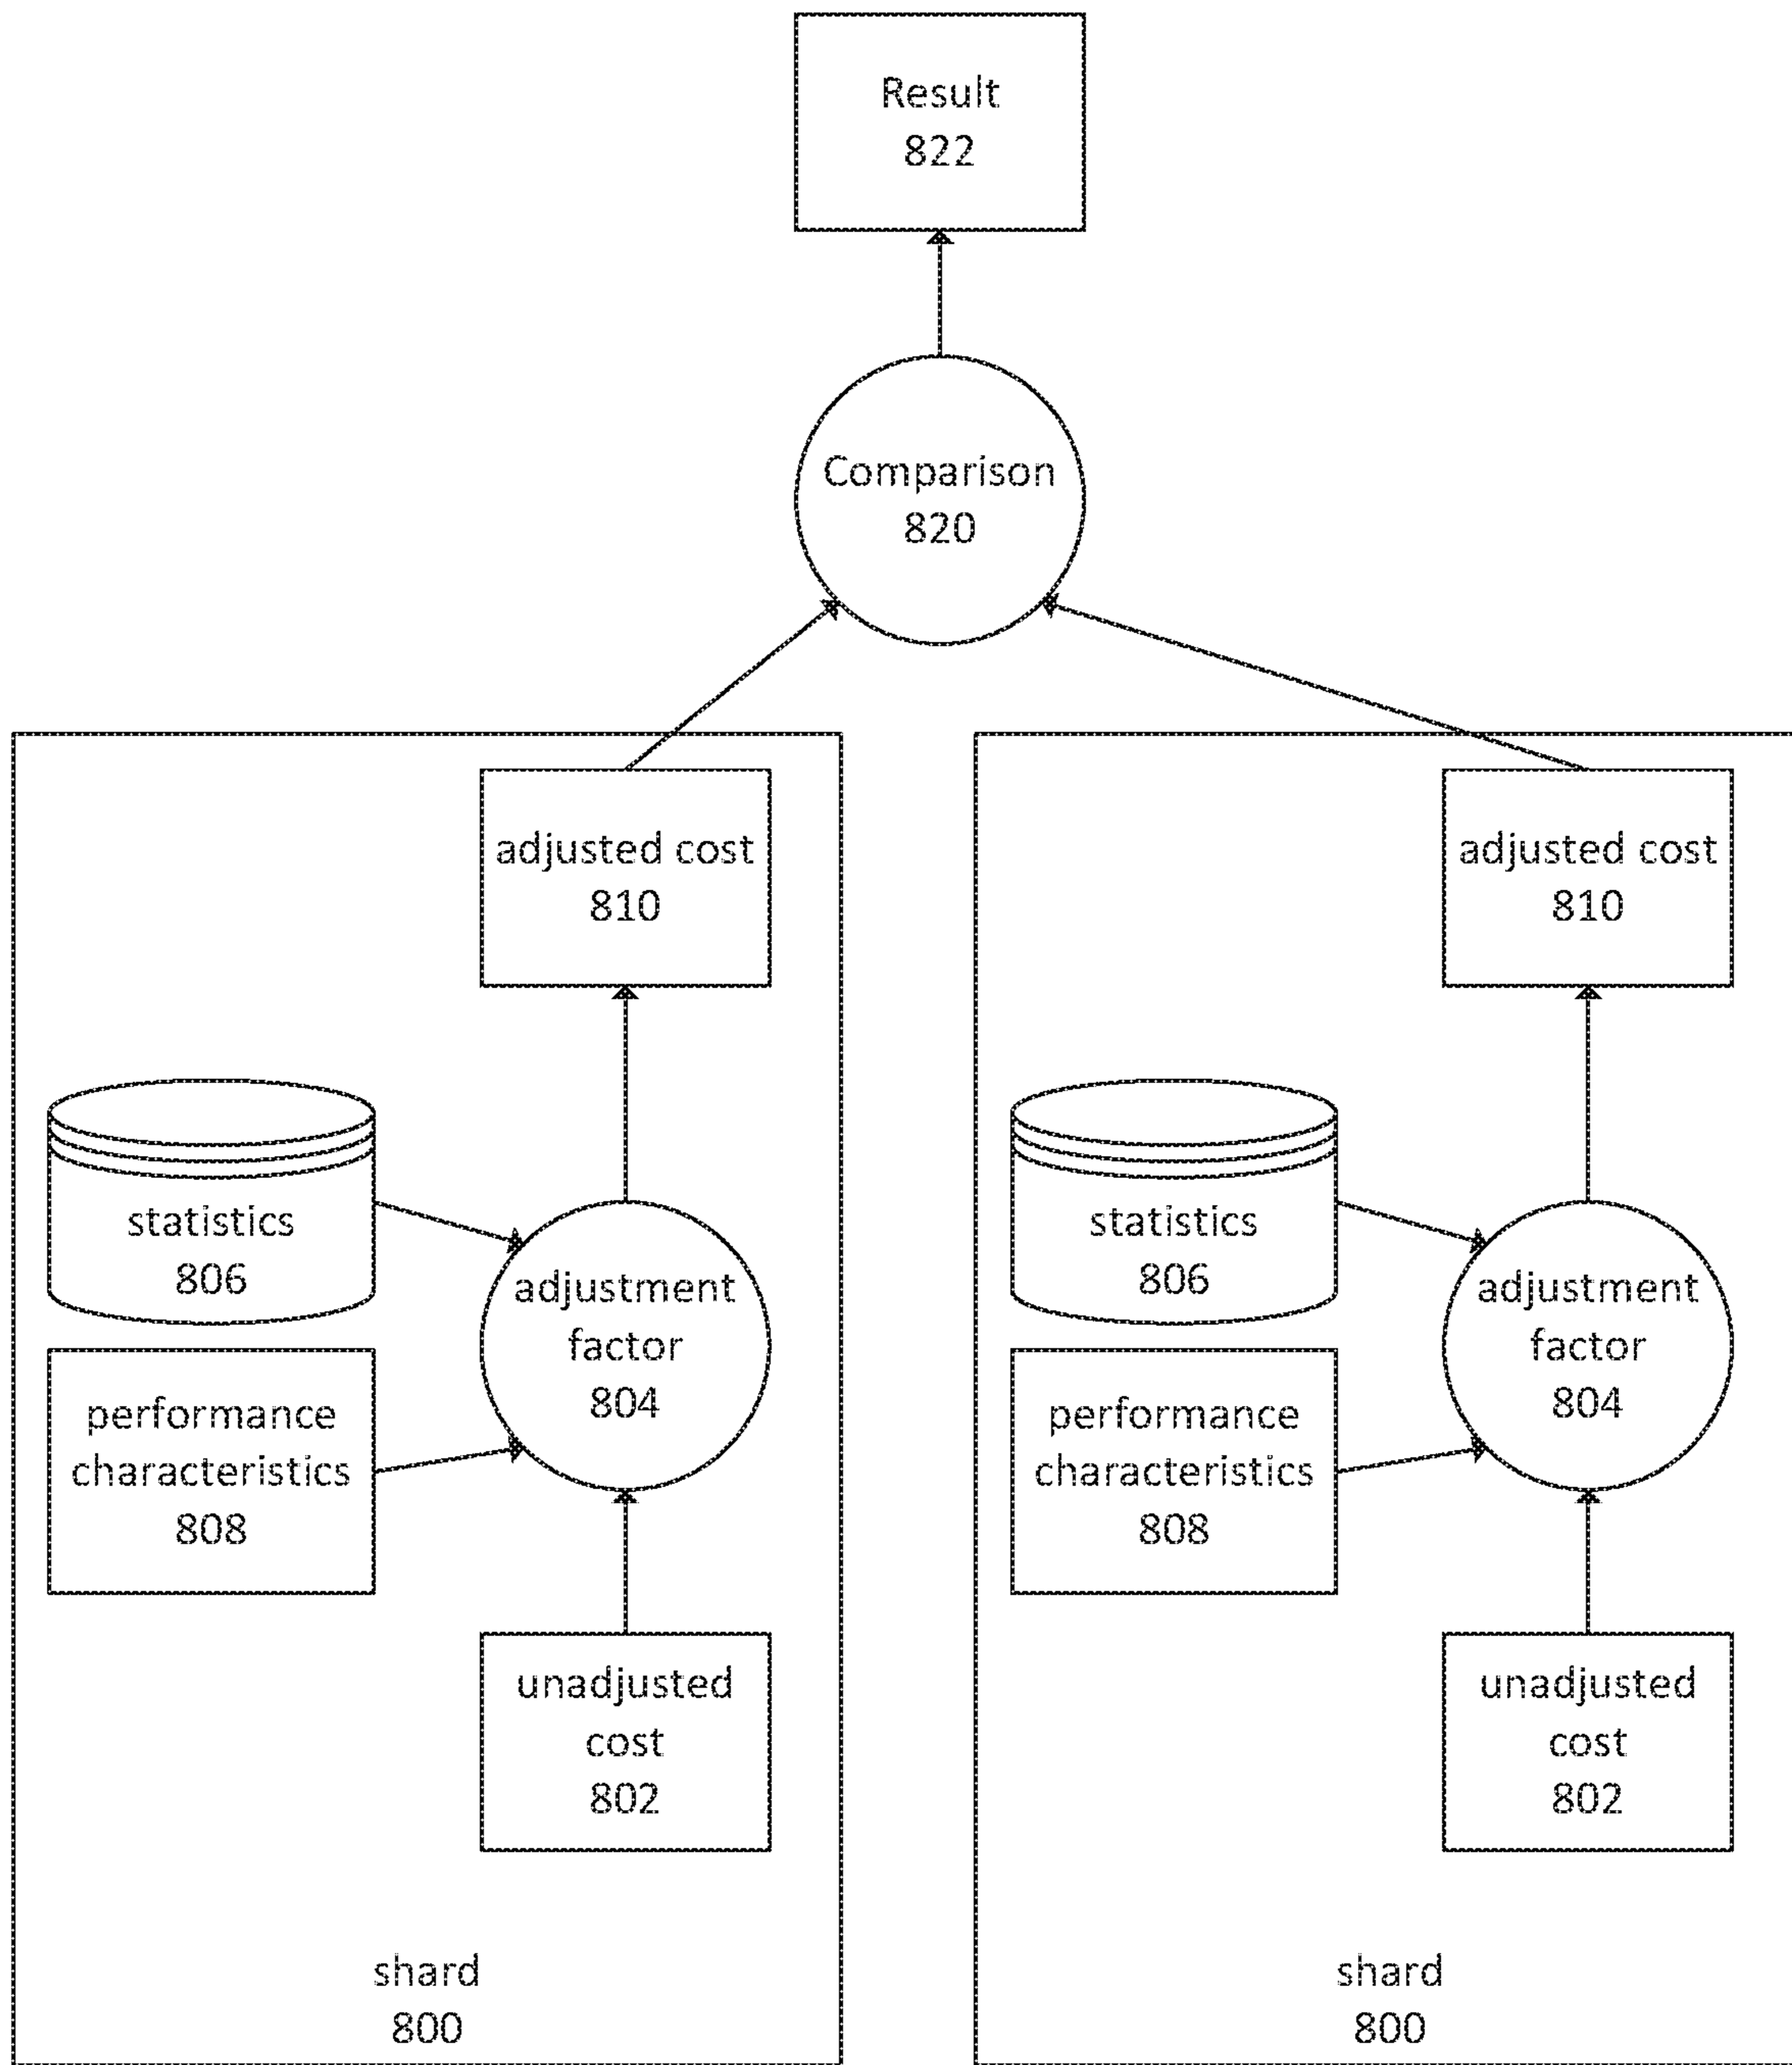 Result
822
Comparison
820
adjusted cost
810
statistics
806
adjustment
factor
804
performance
characteristics
808
unadjusted
cost
802
shard
800
adjusted cost
810
statistics
806
adjustment
factor
804
performance
characteristics
808
unadjusted
cost
802
shard
800